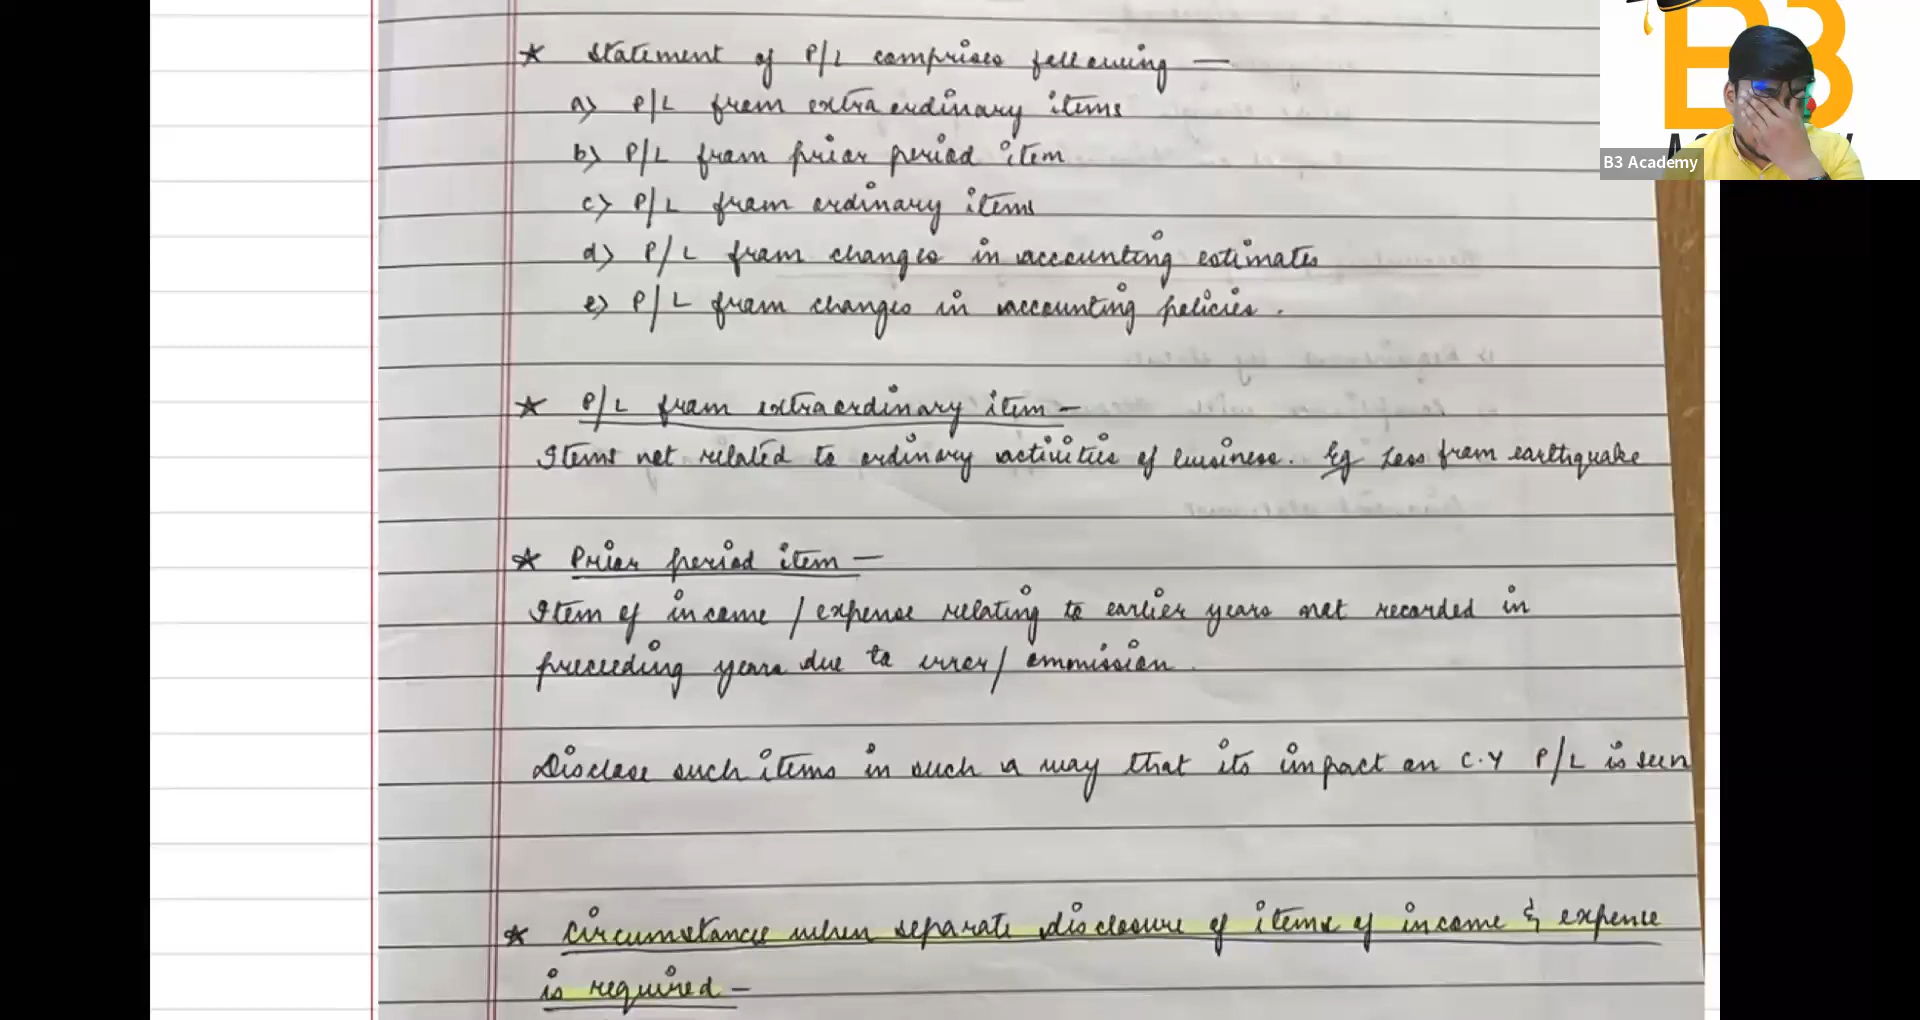 ★ Statement of P/L comprises following —
a) P/L from extraordinary items
b) P/L from prior period item
c) P/L from ordinary items
d) P/L from changes in accounting estimates
e) P/L from changes in accounting policies.
★ P/L from extraordinary item —
Items not related to ordinary activities of business. Eg Loss from earthquake
★ Prior period item —
Item of income / expense relating to earlier years not recorded in
preceeding years due to error / ommission.
Disclose such items in such a way that its impact on C.Y P/L is seen
★ Circumstances when separate disclosure of items of income & expense
is required —
B3
B3 Academy